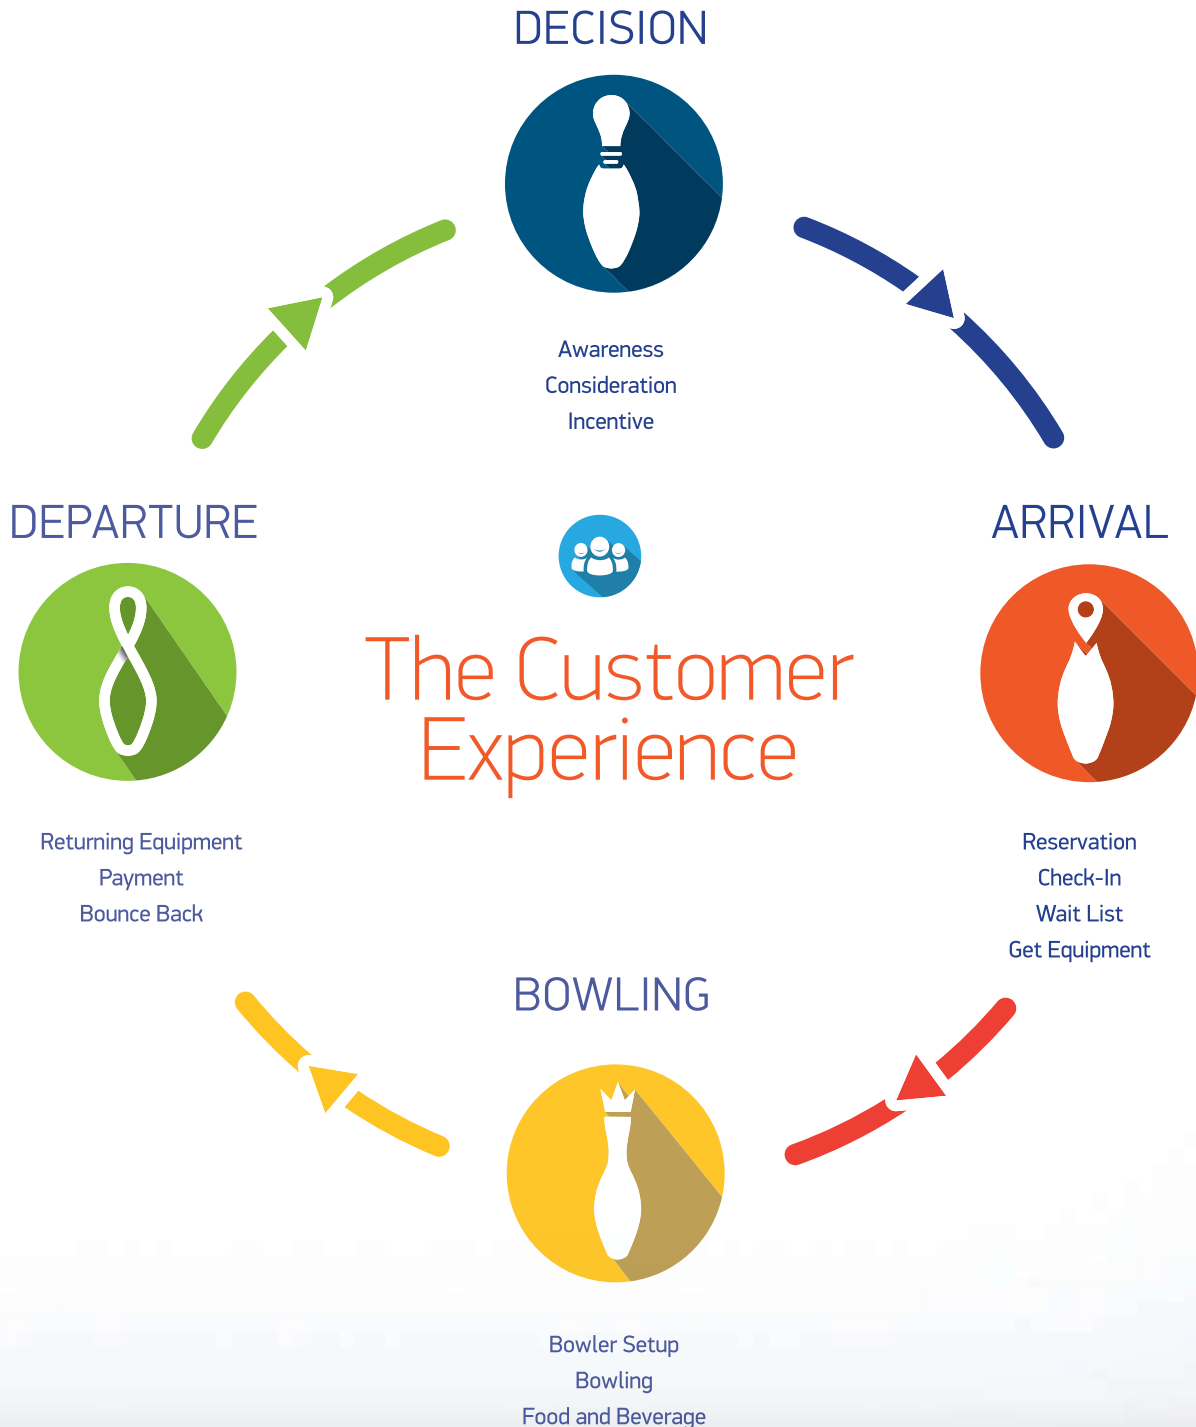 DECISION
Awareness
Consideration
Incentive
DEPARTURE
ARRIVAL
The Customer
Experience
Returning Equipment
Payment
Bounce Back
Reservation
Check-In
Wait List
Get Equipment
BOWLING
Bowler Setup
Bowling
Food and Beverage